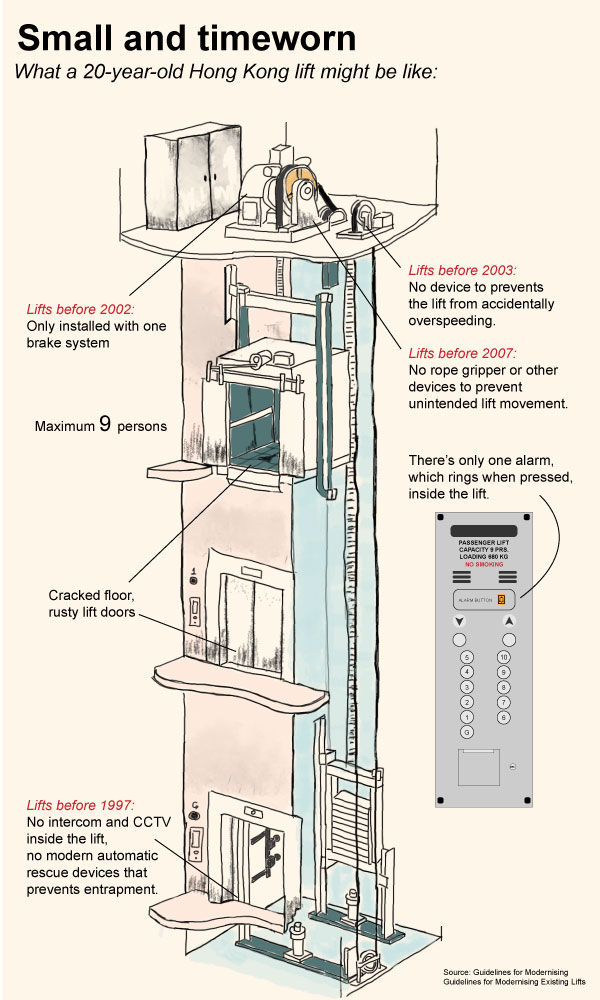 Small and timeworn
What a 20-year-old Hong Kong lift might be like:
Lifts before 2002:
Only installed with one
brake system
Lifts before 2003:
No device to prevents
the lift from accidentally
overspeeding.
Lifts before 2007:
No rope gripper or other
devices to prevent
unintended lift movement.
Maximum 9 persons
There's only one alarm,
which rings when pressed,
inside the lift.
PASSENGER LIFT
CAPACITY 9 PRS.
LOADING 680 KG
NO SMOKING
ALARM BUTTON
5 10
4 9
3 8
2 7
1 6
G
Cracked floor,
rusty lift doors
1
Lifts before 1997:
No intercom and CCTV
inside the lift,
no modern automatic
rescue devices that
prevents entrapment.
G
Source: Guidelines for Modernising
Guidelines for Modernising Existing Lifts